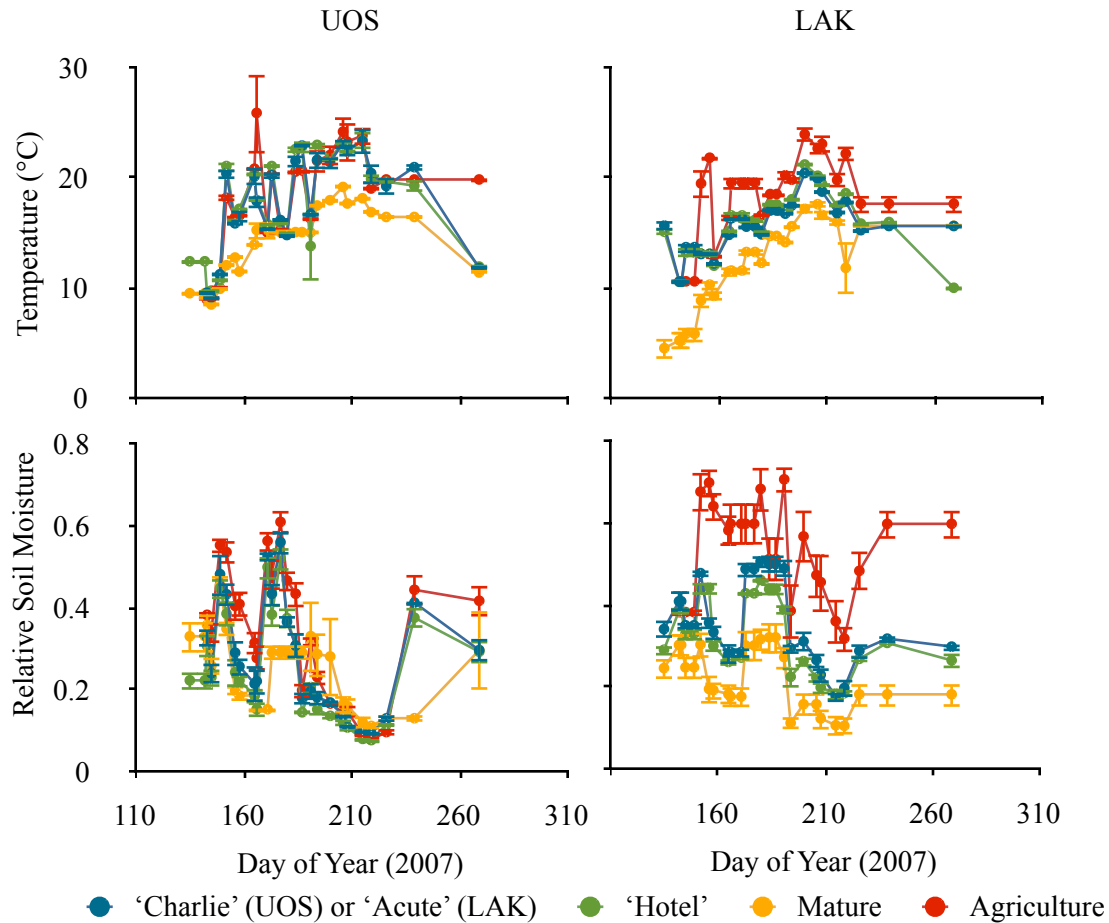 UOS LAK
Temperature (°C)
30
20
10
0
Relative Soil Moisture
0.8
0.6
0.4
0.2
0
110 160 210 260 310 160 210 260 310
Day of Year (2007) Day of Year (2007)
‘Charlie’ (UOS) or ‘Acute’ (LAK) ‘Hotel’ Mature Agriculture